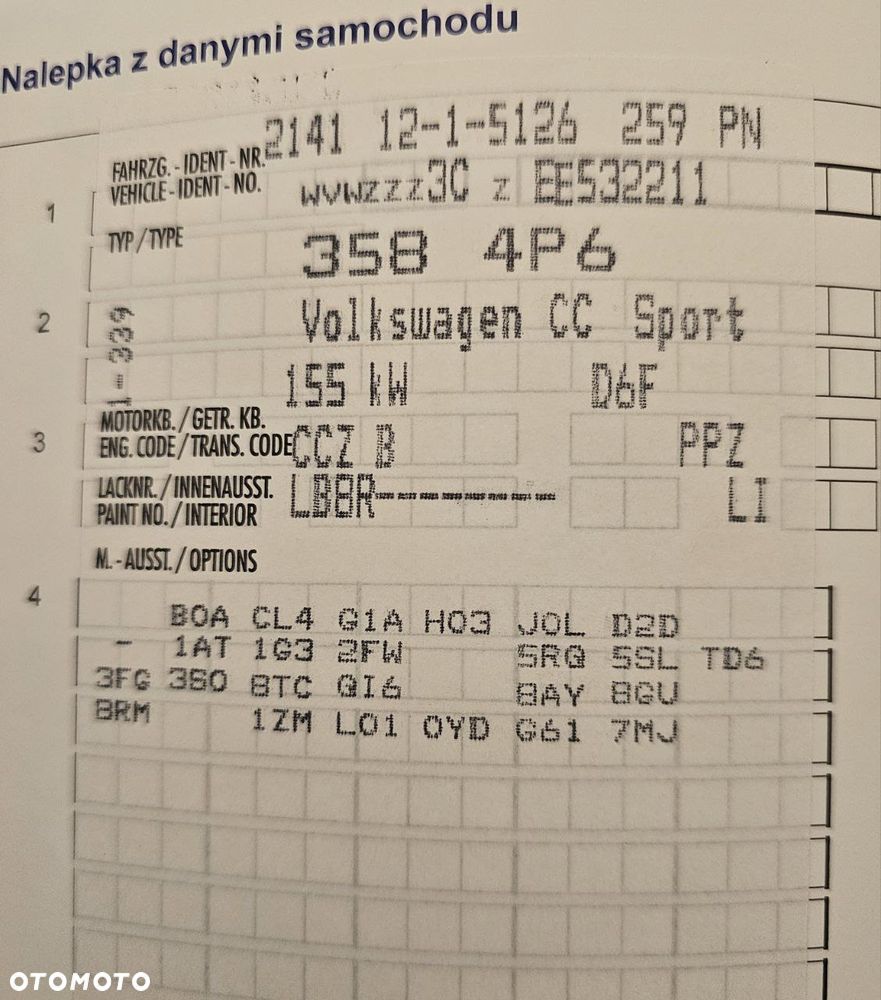 Nalepka z danymi samochodu
2141 12-1-5126 259 PN
FAHRZG.-IDENT-NR.
VEHICLE-IDENT-NO. WVWZZZ3C Z EE532211
1
TYP/TYPE 358 4P6
2 Volkswagen CC Sport
1-339
155 kW D6F
3
MOTORKB./GETR. KB.
ENG. CODE/TRANS. CODE CCZ B PPZ
LACKNR./INNENAUSST.
PAINT NO./INTERIOR LB8R-------- LI
M.-AUSST./OPTIONS
4
B0A CL4 G1A H03 J0L D2D
- 1AT 1G3 2FW 5RQ 5SL TD6
3FG 3S0 8TC QI6 8AY 8GU
8RM 1ZM L01 0YD G61 7MJ
OTOMOTO